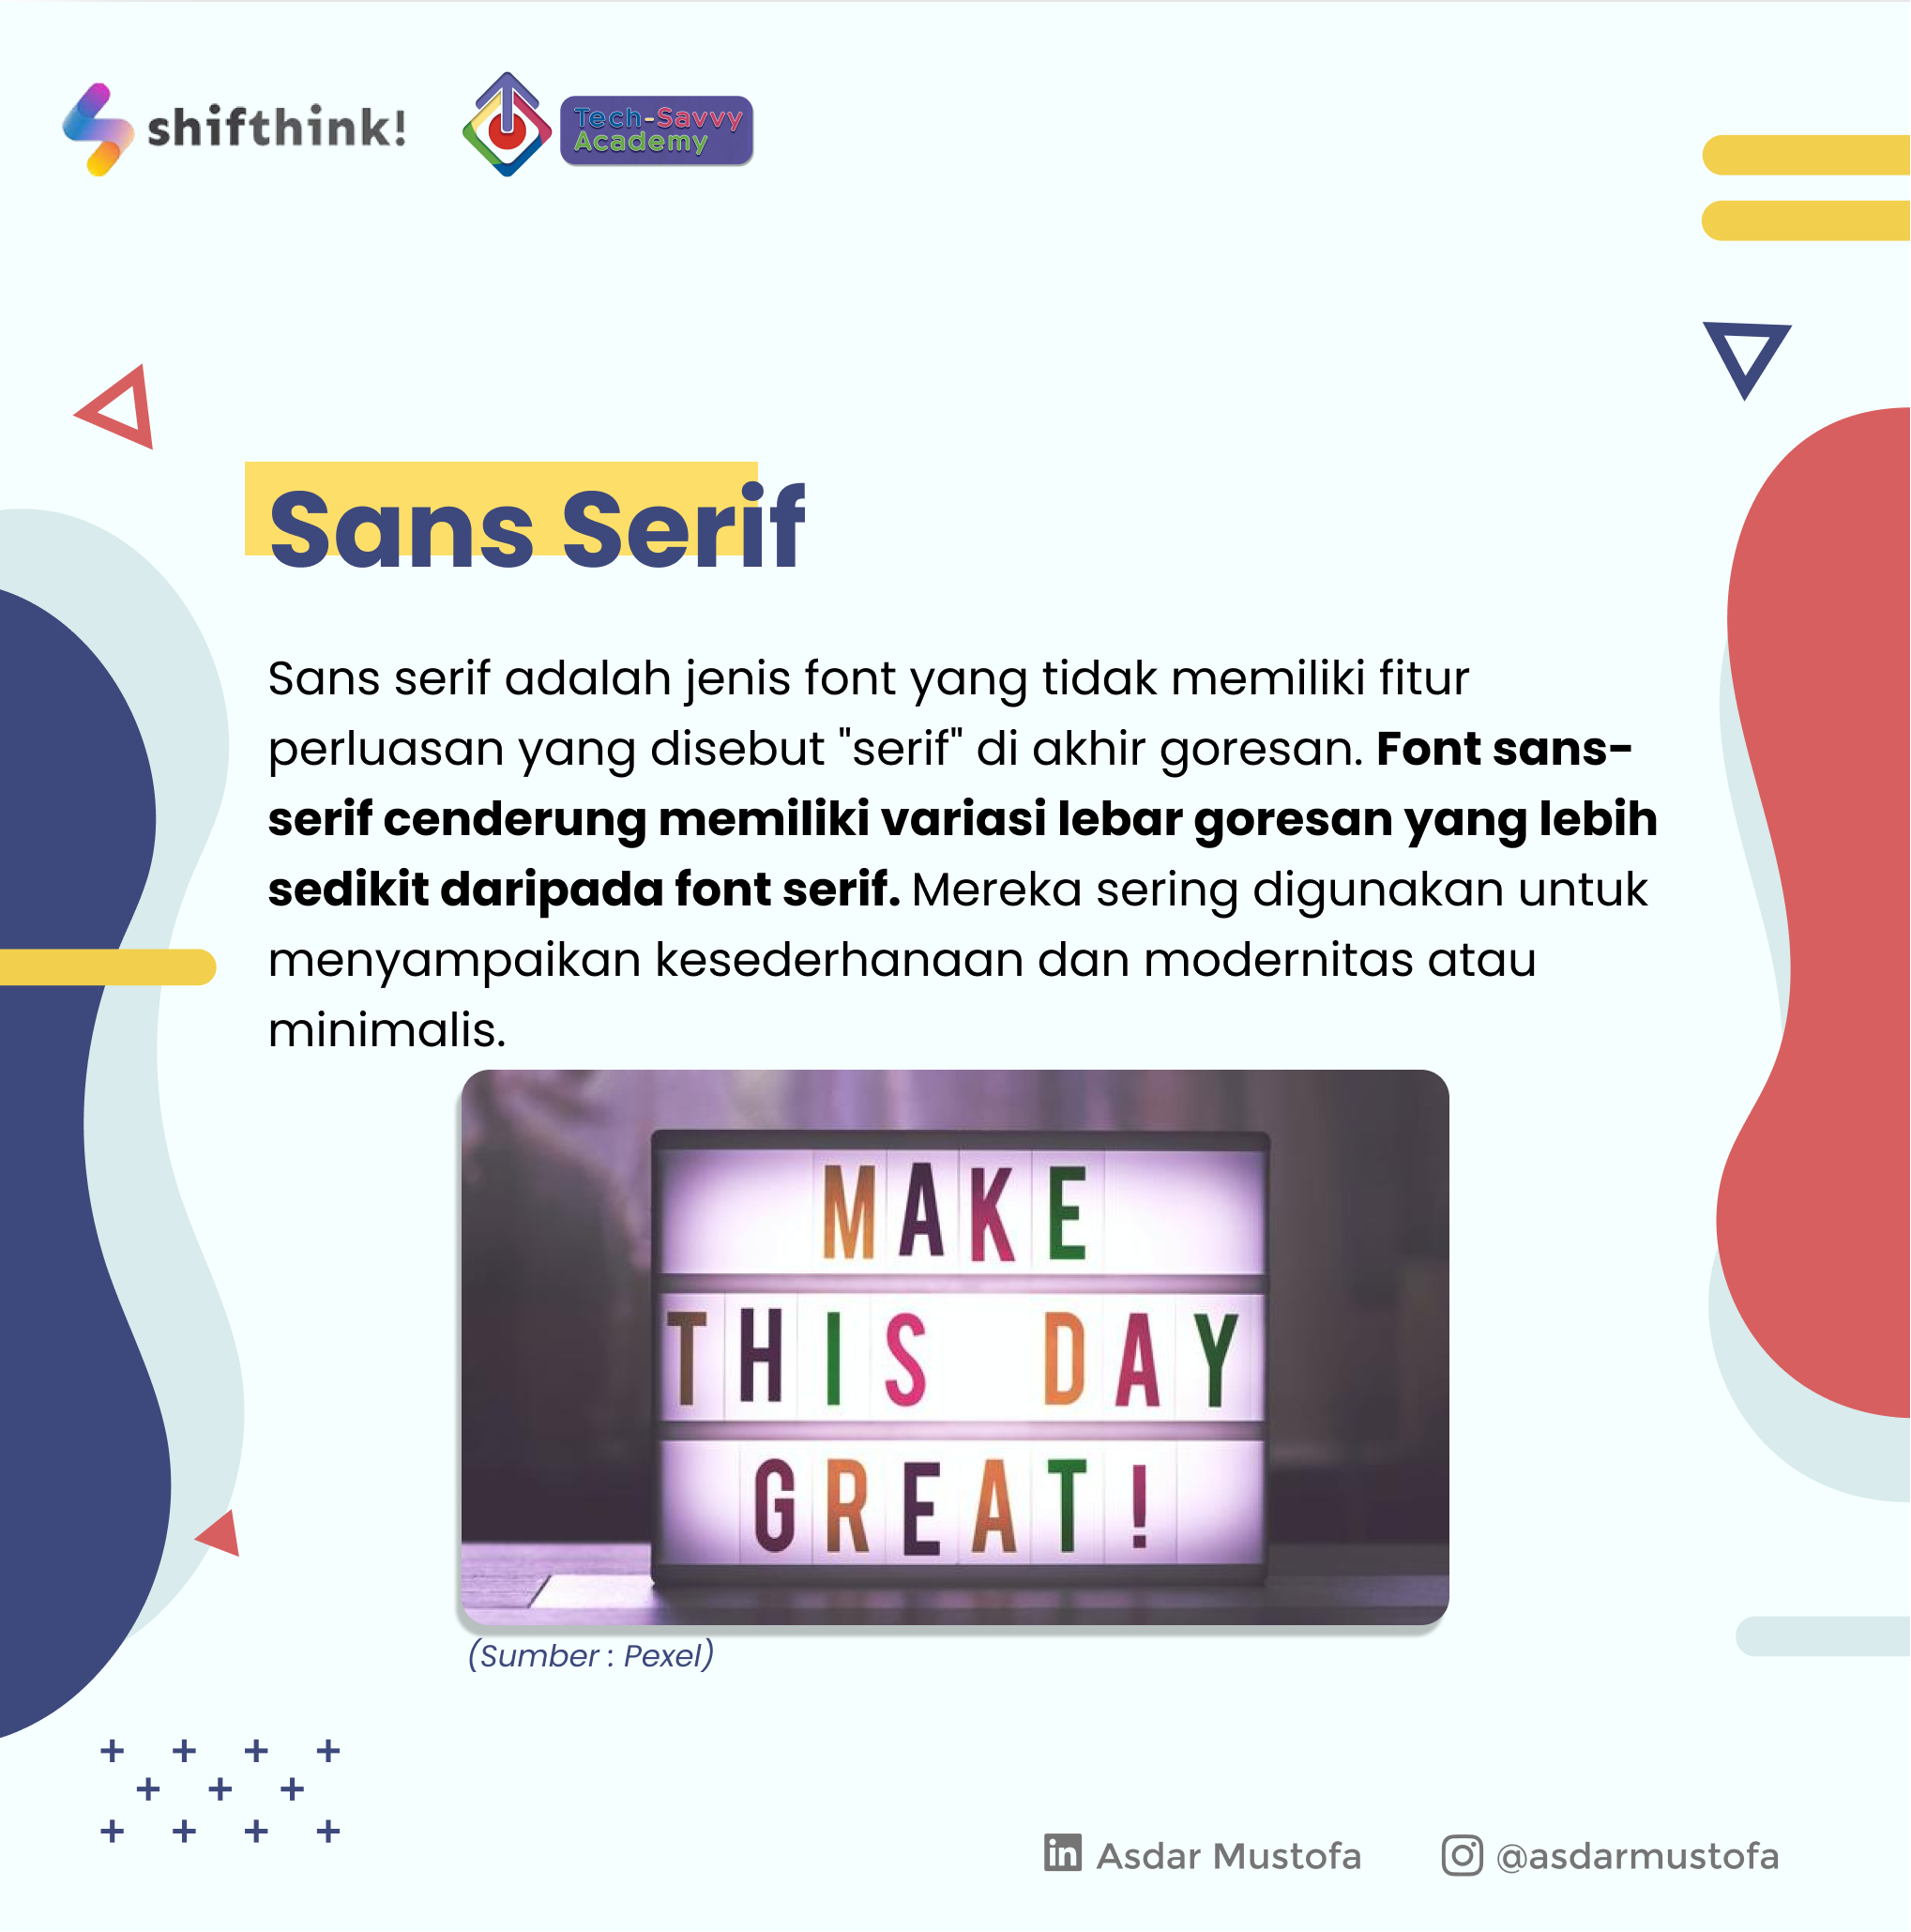 shifthink!
Tech-Savvy
Academy
Sans Serif
Sans serif adalah jenis font yang tidak memiliki fitur
perluasan yang disebut "serif" di akhir goresan. Font sans-
serif cenderung memiliki variasi lebar goresan yang lebih
sedikit daripada font serif. Mereka sering digunakan untuk
menyampaikan kesederhanaan dan modernitas atau
minimalis.
MAKE
THIS DAY
GREAT!
(Sumber : Pexel)
in Asdar Mustofa
@asdarmustofa